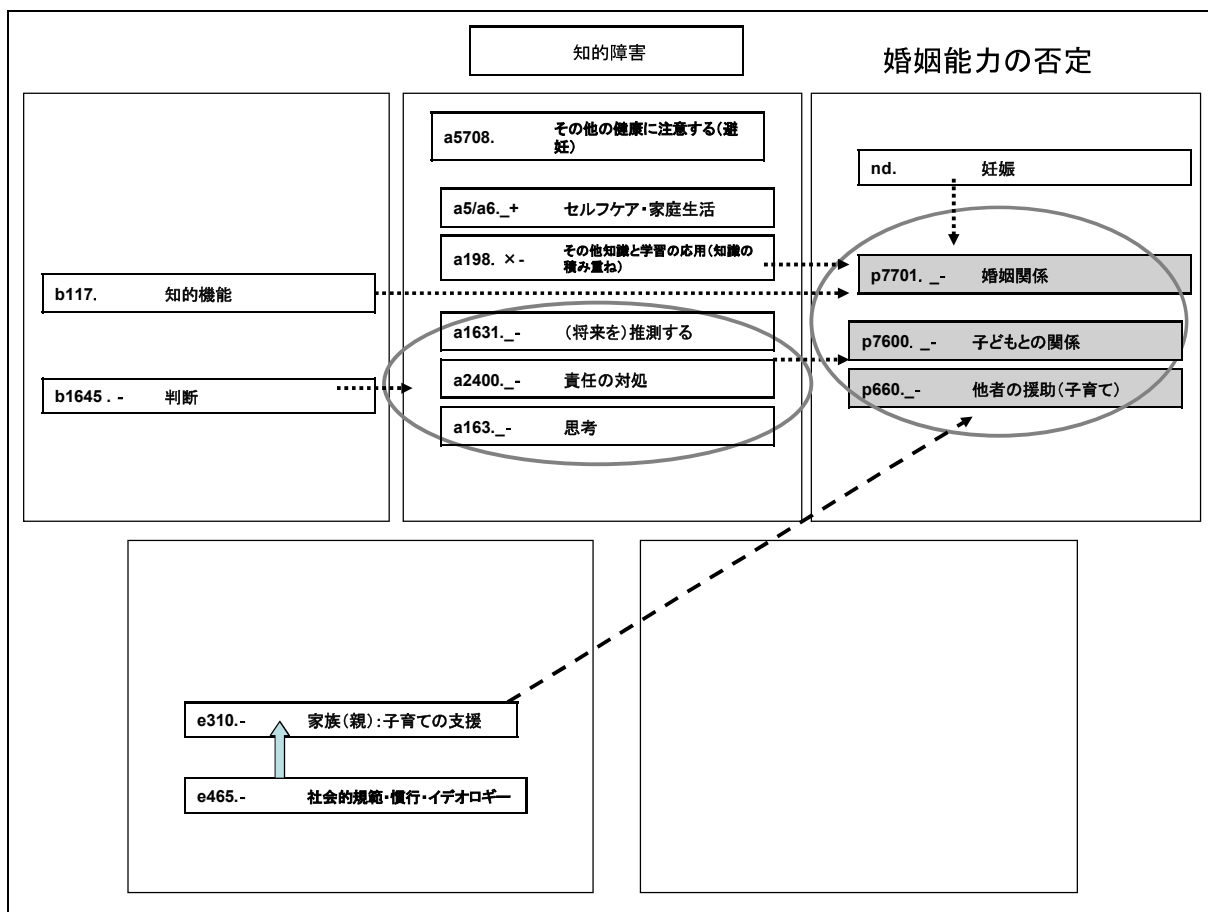 知的障害
婚姻能力の否定
b117. 知的機能
b1645 . - 判断
a5708. その他の健康に注意する(避
妊)
a5/a6._+ セルフケア・家庭生活
a198. ×- その他知識と学習の応用(知識の
積み重ね)
a1631._- (将来を)推測する
a2400._- 責任の対処
a163._- 思考
nd. 妊娠
p7701. _- 婚姻関係
p7600. _- 子どもとの関係
p660._- 他者の援助(子育て)
e310.- 家族(親):子育ての支援
e465.- 社会的規範・慣行・イデオロギー